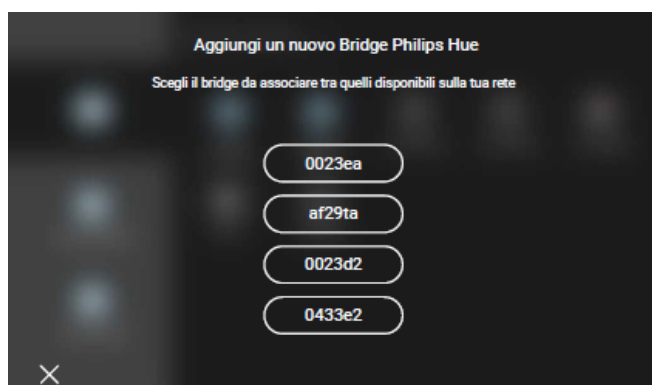 Aggiungi un nuovo Bridge Philips Hue
Scegli il bridge da associare tra quelli disponibili sulla tua rete
0023ea
af29ta
0023d2
0433e2